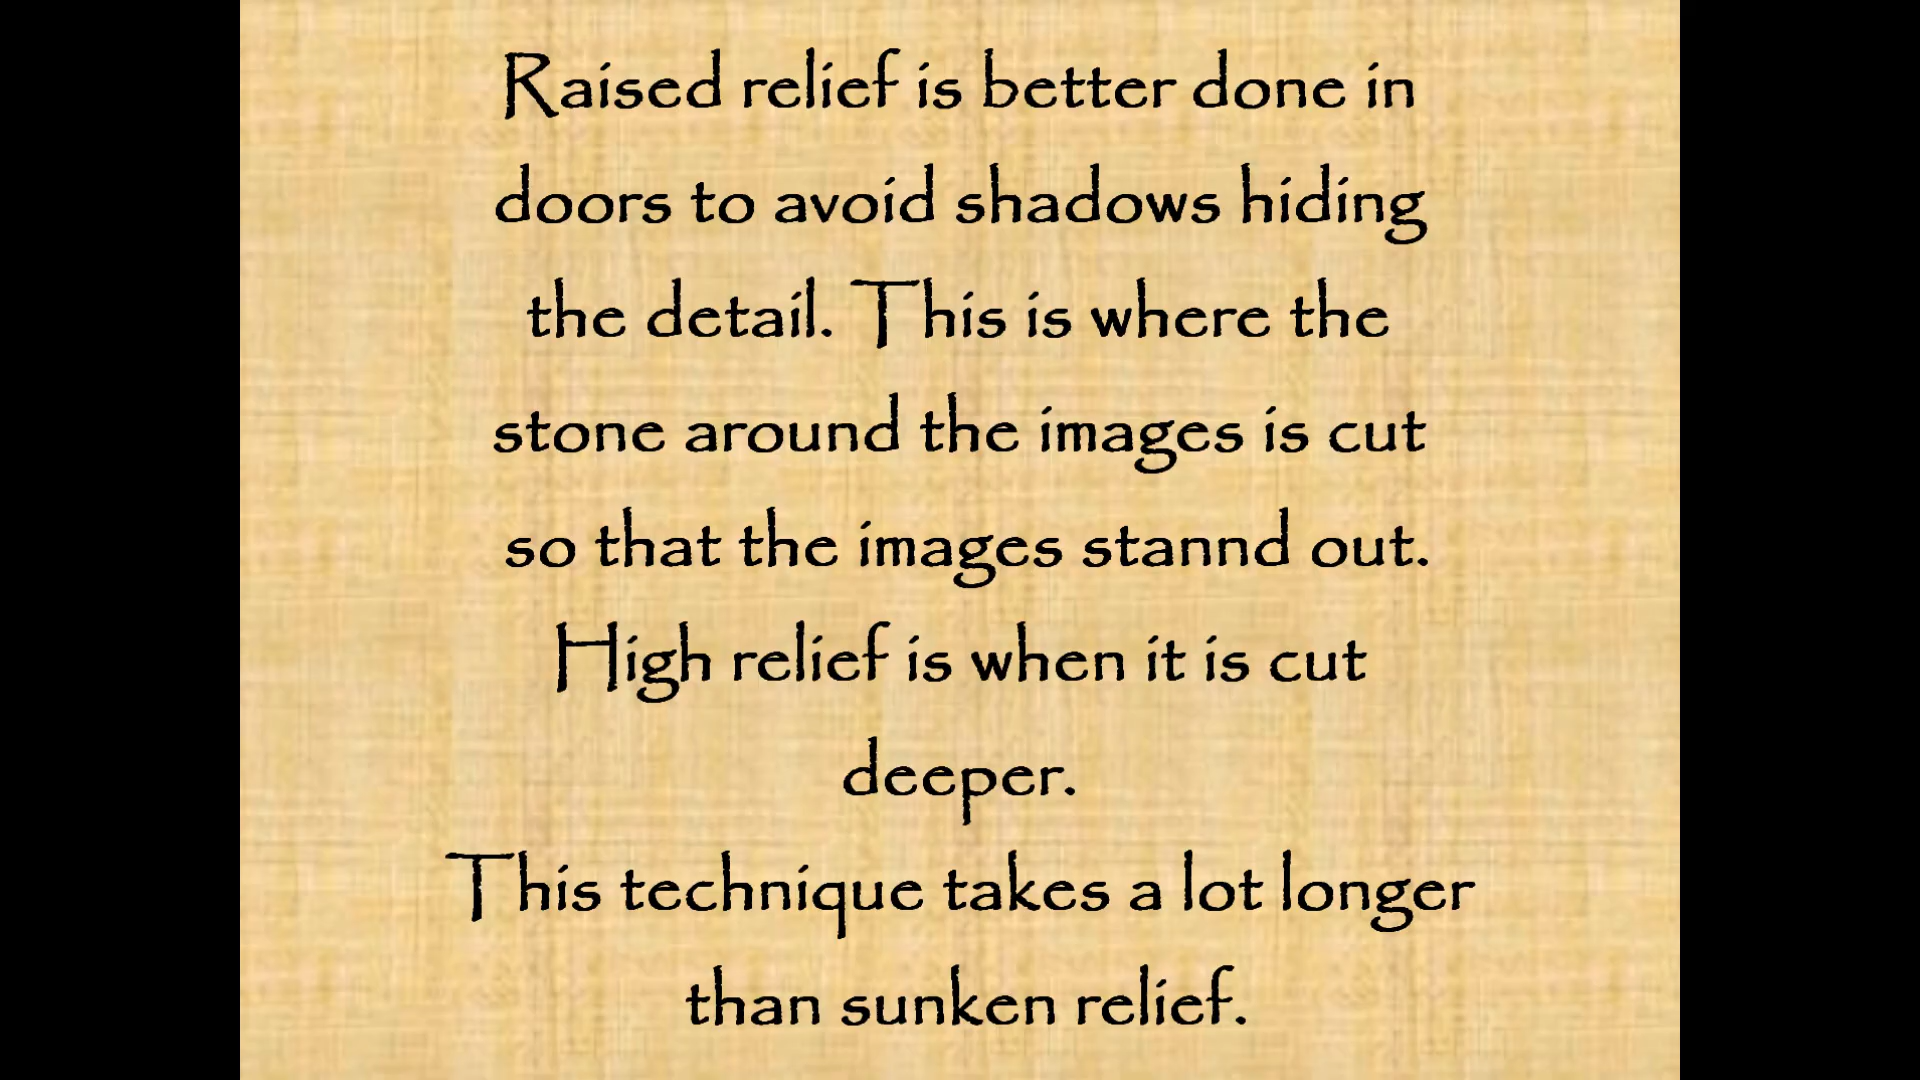 Raised relief is better done in
doors to avoid shadows hiding
the detail. This is where the
stone around the images is cut
so that the images stannd out.
High relief is when it is cut
deeper.
This technique takes a lot longer
than sunken relief.